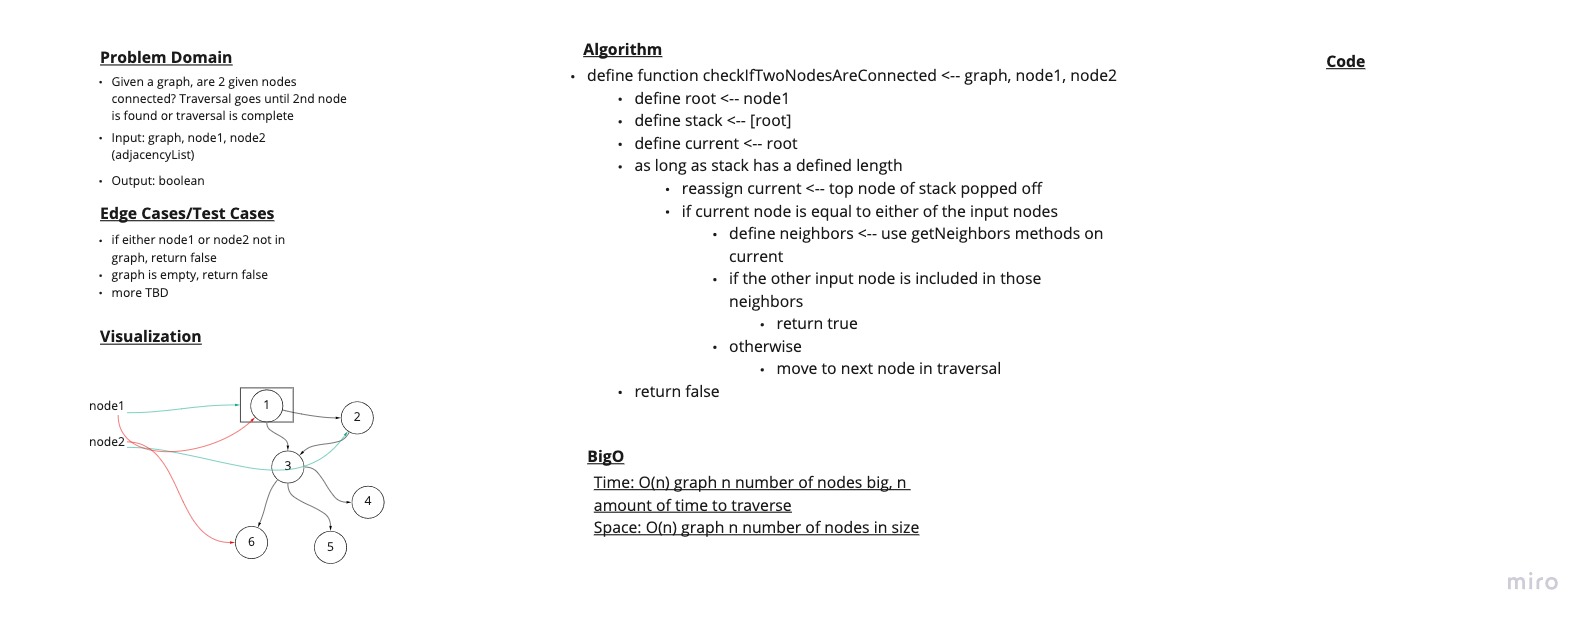 Problem Domain
• Given a graph, are 2 given nodes
connected? Traversal goes until 2nd node
is found or traversal is complete
• Input: graph, node1, node2
(adjacencyList)
• Output: boolean
Edge Cases/Test Cases
• if either node1 or node2 not in
graph, return false
• graph is empty, return false
• more TBD
Visualization
node1
node2
1
2
3
4
6
5
Algorithm
• define function checkIfTwoNodesAreConnected <-- graph, node1, node2
• define root <-- node1
• define stack <-- [root]
• define current <-- root
• as long as stack has a defined length
• reassign current <-- top node of stack popped off
• if current node is equal to either of the input nodes
• define neighbors <-- use getNeighbors methods on
current
• if the other input node is included in those
neighbors
• return true
• otherwise
• move to next node in traversal
• return false
BigO
Time: O(n) graph n number of nodes big, n
amount of time to traverse
Space: O(n) graph n number of nodes in size
Code
miro